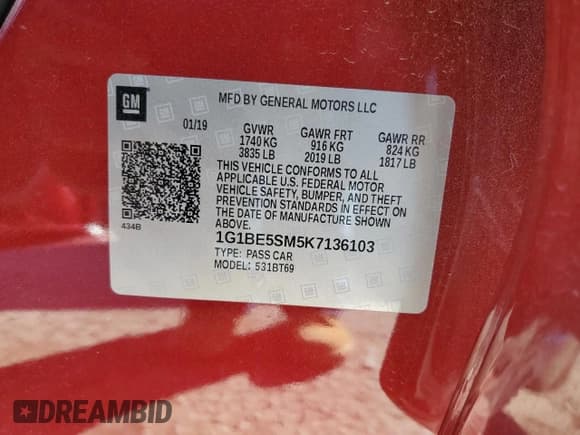 GM
MFD BY GENERAL MOTORS LLC
01/19 GVWR GAWR FRT GAWR RR
1740 KG 916 KG 824 KG
3835 LB 2019 LB 1817 LB
THIS VEHICLE CONFORMS TO ALL
APPLICABLE U.S. FEDERAL MOTOR
VEHICLE SAFETY, BUMPER, AND THEFT
PREVENTION STANDARDS IN EFFECT ON
THE DATE OF MANUFACTURE SHOWN
ABOVE.
434B
1G1BE5SM5K7136103
TYPE: PASS CAR
MODEL: 531BT69
DREAMBID